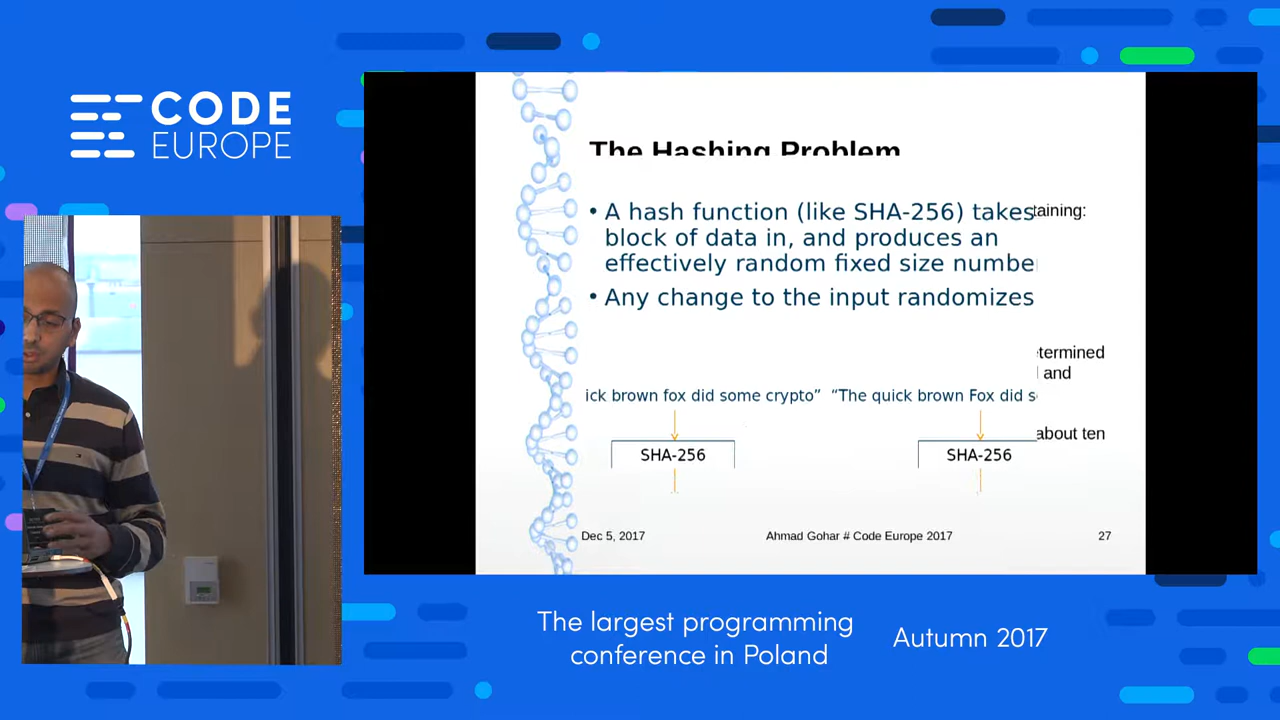 CODE
EUROPE
The Hashing Problem
• A hash function (like SHA-256) takes
block of data in, and produces an
effectively random fixed size numbe
• Any change to the input randomizes
taining:
termined
and
about ten
ick brown fox did some crypto” “The quick brown Fox did s
SHA-256 SHA-256
Dec 5, 2017 Ahmad Gohar # Code Europe 2017 27
The largest programming
conference in Poland
Autumn 2017